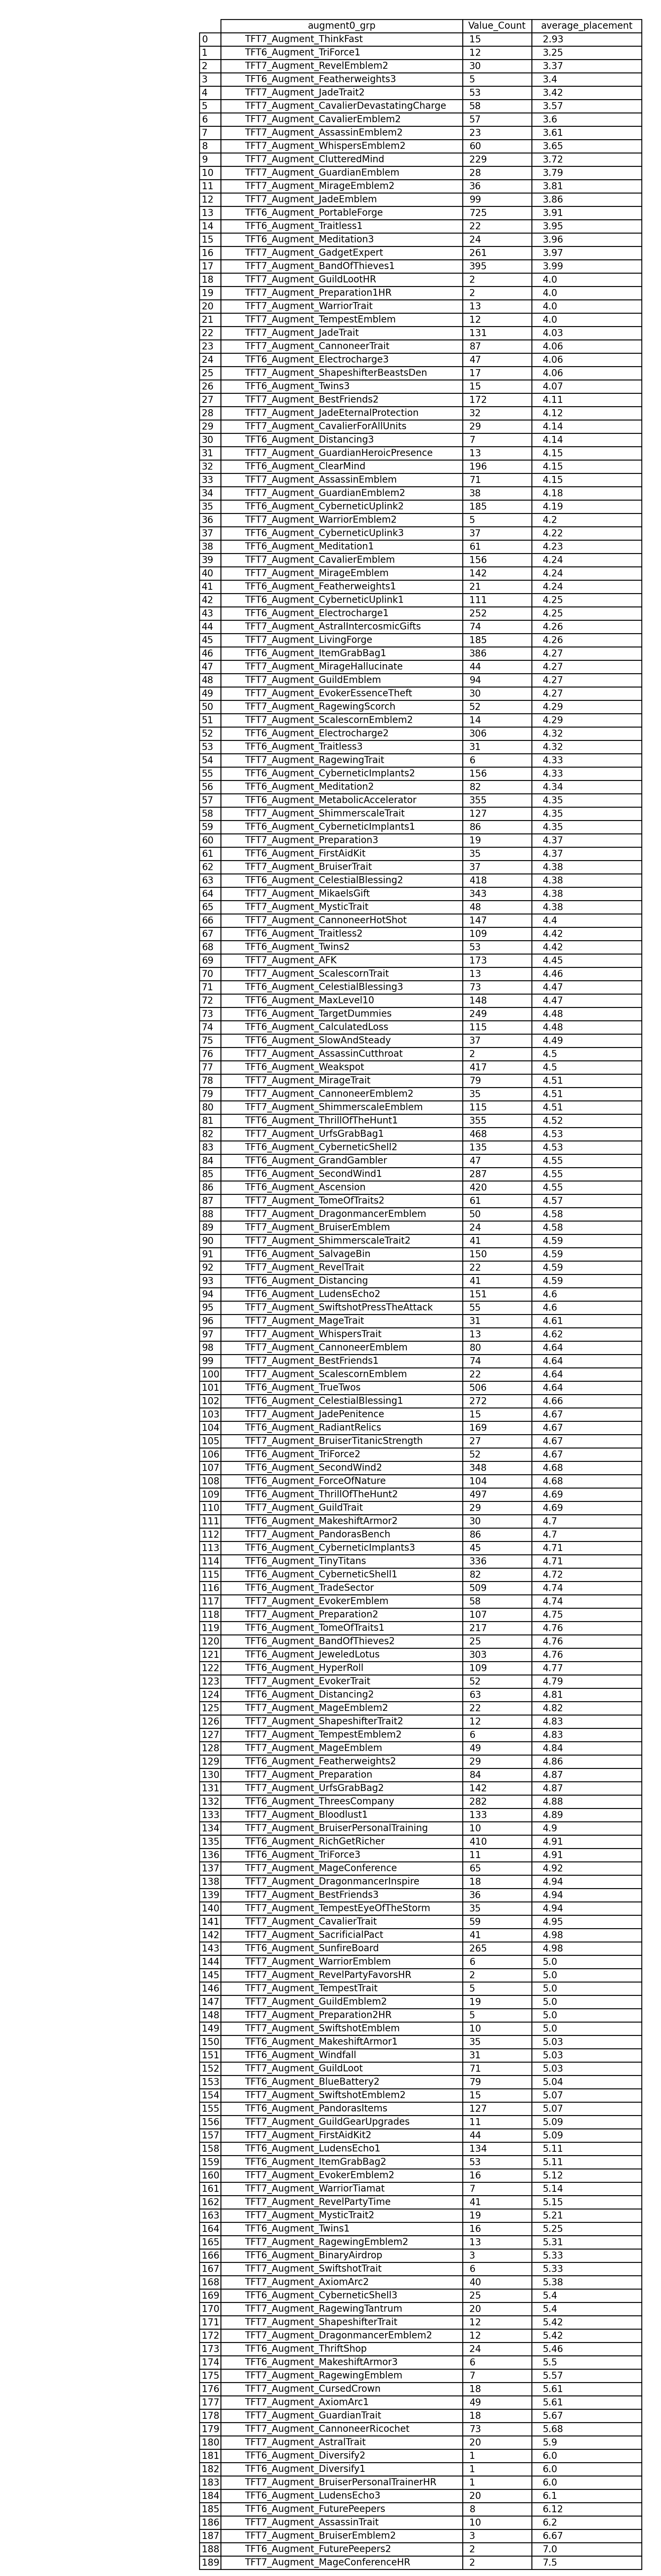 augment0_grp Value_Count average_placement
0 TFT7_Augment_ThinkFast 15 2.93
1 TFT6_Augment_TriForce1 12 3.25
2 TFT7_Augment_RevelEmblem2 30 3.37
3 TFT6_Augment_Featherweights3 5 3.4
4 TFT7_Augment_JadeTrait2 53 3.42
5 TFT7_Augment_CavalierDevastatingCharge 58 3.57
6 TFT7_Augment_CavalierEmblem2 57 3.6
7 TFT7_Augment_AssassinEmblem2 23 3.61
8 TFT7_Augment_WhispersEmblem2 60 3.65
9 TFT7_Augment_ClutteredMind 229 3.72
10 TFT7_Augment_GuardianEmblem 28 3.79
11 TFT7_Augment_MirageEmblem2 36 3.81
12 TFT7_Augment_JadeEmblem 99 3.86
13 TFT6_Augment_PortableForge 725 3.91
14 TFT6_Augment_Traitless1 22 3.95
15 TFT6_Augment_Meditation3 24 3.96
16 TFT7_Augment_GadgetExpert 261 3.97
17 TFT7_Augment_BandOfThieves1 395 3.99
18 TFT7_Augment_GuildLootHR 2 4.0
19 TFT7_Augment_Preparation1HR 2 4.0
20 TFT7_Augment_WarriorTrait 13 4.0
21 TFT7_Augment_TempestEmblem 12 4.0
22 TFT7_Augment_JadeTrait 131 4.03
23 TFT7_Augment_CannoneerTrait 87 4.06
24 TFT6_Augment_Electrocharge3 47 4.06
25 TFT7_Augment_ShapeshifterBeastsDen 17 4.06
26 TFT6_Augment_Twins3 15 4.07
27 TFT7_Augment_BestFriends2 172 4.11
28 TFT7_Augment_JadeEternalProtection 32 4.12
29 TFT7_Augment_CavalierForAllUnits 29 4.14
30 TFT6_Augment_Distancing3 7 4.14
31 TFT7_Augment_GuardianHeroicPresence 13 4.15
32 TFT6_Augment_ClearMind 196 4.15
33 TFT7_Augment_AssassinEmblem 71 4.15
34 TFT7_Augment_GuardianEmblem2 38 4.18
35 TFT6_Augment_CyberneticUplink2 185 4.19
36 TFT7_Augment_WarriorEmblem2 5 4.2
37 TFT6_Augment_CyberneticUplink3 37 4.22
38 TFT6_Augment_Meditation1 61 4.23
39 TFT7_Augment_CavalierEmblem 156 4.24
40 TFT7_Augment_MirageEmblem 142 4.24
41 TFT6_Augment_Featherweights1 21 4.24
42 TFT6_Augment_CyberneticUplink1 111 4.25
43 TFT6_Augment_Electrocharge1 252 4.25
44 TFT7_Augment_AstralIntercosmicGifts 74 4.26
45 TFT7_Augment_LivingForge 185 4.26
46 TFT6_Augment_ItemGrabBag1 386 4.27
47 TFT7_Augment_MirageHallucinate 44 4.27
48 TFT7_Augment_GuildEmblem 94 4.27
49 TFT7_Augment_EvokerEssenceTheft 30 4.27
50 TFT7_Augment_RagewingScorch 52 4.29
51 TFT7_Augment_ScalescornEmblem2 14 4.29
52 TFT6_Augment_Electrocharge2 306 4.32
53 TFT6_Augment_Traitless3 31 4.32
54 TFT7_Augment_RagewingTrait 6 4.33
55 TFT6_Augment_CyberneticImplants2 156 4.33
56 TFT6_Augment_Meditation2 82 4.34
57 TFT6_Augment_MetabolicAccelerator 355 4.35
58 TFT7_Augment_ShimmerscaleTrait 127 4.35
59 TFT6_Augment_CyberneticImplants1 86 4.35
60 TFT7_Augment_Preparation3 19 4.37
61 TFT6_Augment_FirstAidKit 35 4.37
62 TFT7_Augment_BruiserTrait 37 4.38
63 TFT6_Augment_CelestialBlessing2 418 4.38
64 TFT7_Augment_MikaelsGift 343 4.38
65 TFT7_Augment_MysticTrait 48 4.38
66 TFT7_Augment_CannoneerHotShot 147 4.4
67 TFT6_Augment_Traitless2 109 4.42
68 TFT6_Augment_Twins2 53 4.42
69 TFT7_Augment_AFK 173 4.45
70 TFT7_Augment_ScalescornTrait 13 4.46
71 TFT6_Augment_CelestialBlessing3 73 4.47
72 TFT6_Augment_MaxLevel10 148 4.47
73 TFT6_Augment_TargetDummies 249 4.48
74 TFT6_Augment_CalculatedLoss 115 4.48
75 TFT6_Augment_SlowAndSteady 37 4.49
76 TFT7_Augment_AssassinCutthroat 2 4.5
77 TFT6_Augment_Weakspot 417 4.5
78 TFT7_Augment_MirageTrait 79 4.51
79 TFT7_Augment_CannoneerEmblem2 35 4.51
80 TFT7_Augment_ShimmerscaleEmblem 115 4.51
81 TFT6_Augment_ThrillOfTheHunt1 355 4.52
82 TFT7_Augment_UrfsGrabBag1 468 4.53
83 TFT6_Augment_CyberneticShell2 135 4.53
84 TFT6_Augment_GrandGambler 47 4.55
85 TFT6_Augment_SecondWind1 287 4.55
86 TFT6_Augment_Ascension 420 4.55
87 TFT7_Augment_TomeOfTraits2 61 4.57
88 TFT7_Augment_DragonmancerEmblem 50 4.58
89 TFT7_Augment_BruiserEmblem 24 4.58
90 TFT7_Augment_ShimmerscaleTrait2 41 4.59
91 TFT6_Augment_SalvageBin 150 4.59
92 TFT7_Augment_RevelTrait 22 4.59
93 TFT6_Augment_Distancing 41 4.59
94 TFT6_Augment_LudensEcho2 151 4.6
95 TFT7_Augment_SwiftshotPressTheAttack 55 4.6
96 TFT7_Augment_MageTrait 31 4.61
97 TFT7_Augment_WhispersTrait 13 4.62
98 TFT7_Augment_CannoneerEmblem 80 4.64
99 TFT7_Augment_BestFriends1 74 4.64
100 TFT7_Augment_ScalescornEmblem 22 4.64
101 TFT6_Augment_TrueTwos 506 4.64
102 TFT6_Augment_CelestialBlessing1 272 4.66
103 TFT7_Augment_JadePenitence 15 4.67
104 TFT6_Augment_RadiantRelics 169 4.67
105 TFT7_Augment_BruiserTitanicStrength 27 4.67
106 TFT6_Augment_TriForce2 52 4.67
107 TFT6_Augment_SecondWind2 348 4.68
108 TFT6_Augment_ForceOfNature 104 4.68
109 TFT6_Augment_ThrillOfTheHunt2 497 4.69
110 TFT7_Augment_GuildTrait 29 4.69
111 TFT6_Augment_MakeshiftArmor2 30 4.7
112 TFT7_Augment_PandorasBench 86 4.7
113 TFT6_Augment_CyberneticImplants3 45 4.71
114 TFT6_Augment_TinyTitans 336 4.71
115 TFT6_Augment_CyberneticShell1 82 4.72
116 TFT6_Augment_TradeSector 509 4.74
117 TFT7_Augment_EvokerEmblem 58 4.74
118 TFT7_Augment_Preparation2 107 4.75
119 TFT6_Augment_TomeOfTraits1 217 4.76
120 TFT6_Augment_BandOfThieves2 25 4.76
121 TFT6_Augment_JeweledLotus 303 4.76
122 TFT6_Augment_HyperRoll 109 4.77
123 TFT7_Augment_EvokerTrait 52 4.79
124 TFT6_Augment_Distancing2 63 4.81
125 TFT7_Augment_MageEmblem2 22 4.82
126 TFT7_Augment_ShapeshifterTrait2 12 4.83
127 TFT7_Augment_TempestEmblem2 6 4.83
128 TFT7_Augment_MageEmblem 49 4.84
129 TFT6_Augment_Featherweights2 29 4.86
130 TFT7_Augment_Preparation 84 4.87
131 TFT7_Augment_UrfsGrabBag2 142 4.87
132 TFT6_Augment_ThreesCompany 282 4.88
133 TFT7_Augment_Bloodlust1 133 4.89
134 TFT7_Augment_BruiserPersonalTraining 10 4.9
135 TFT6_Augment_RichGetRicher 410 4.91
136 TFT6_Augment_TriForce3 11 4.91
137 TFT7_Augment_MageConference 65 4.92
138 TFT7_Augment_DragonmancerInspire 18 4.94
139 TFT7_Augment_BestFriends3 36 4.94
140 TFT7_Augment_TempestEyeOfTheStorm 35 4.94
141 TFT7_Augment_CavalierTrait 59 4.95
142 TFT7_Augment_SacrificialPact 41 4.98
143 TFT6_Augment_SunfireBoard 265 4.98
144 TFT7_Augment_WarriorEmblem 6 5.0
145 TFT7_Augment_RevelPartyFavorsHR 2 5.0
146 TFT7_Augment_TempestTrait 5 5.0
147 TFT7_Augment_GuildEmblem2 19 5.0
148 TFT7_Augment_Preparation2HR 5 5.0
149 TFT7_Augment_SwiftshotEmblem 10 5.0
150 TFT6_Augment_MakeshiftArmor1 35 5.03
151 TFT6_Augment_Windfall 31 5.03
152 TFT7_Augment_GuildLoot 71 5.03
153 TFT6_Augment_BlueBattery2 79 5.04
154 TFT7_Augment_SwiftshotEmblem2 15 5.07
155 TFT6_Augment_PandorasItems 127 5.07
156 TFT7_Augment_GuildGearUpgrades 11 5.09
157 TFT7_Augment_FirstAidKit2 44 5.09
158 TFT6_Augment_LudensEcho1 134 5.11
159 TFT6_Augment_ItemGrabBag2 53 5.11
160 TFT7_Augment_EvokerEmblem2 16 5.12
161 TFT7_Augment_WarriorTiamat 7 5.14
162 TFT7_Augment_RevelPartyTime 41 5.15
163 TFT7_Augment_MysticTrait2 19 5.21
164 TFT6_Augment_Twins1 16 5.25
165 TFT7_Augment_RagewingEmblem2 13 5.31
166 TFT6_Augment_BinaryAirdrop 3 5.33
167 TFT7_Augment_SwiftshotTrait 6 5.33
168 TFT7_Augment_AxiomArc2 40 5.38
169 TFT6_Augment_CyberneticShell3 25 5.4
170 TFT7_Augment_RagewingTantrum 20 5.4
171 TFT7_Augment_ShapeshifterTrait 12 5.42
172 TFT7_Augment_DragonmancerEmblem2 12 5.42
173 TFT6_Augment_ThriftShop 24 5.46
174 TFT6_Augment_MakeshiftArmor3 6 5.5
175 TFT7_Augment_RagewingEmblem 7 5.57
176 TFT7_Augment_CursedCrown 18 5.61
177 TFT7_Augment_AxiomArc1 49 5.61
178 TFT7_Augment_GuardianTrait 18 5.67
179 TFT7_Augment_CannoneerRicochet 73 5.68
180 TFT7_Augment_AstralTrait 20 5.9
181 TFT6_Augment_Diversify2 1 6.0
182 TFT6_Augment_Diversify1 1 6.0
183 TFT7_Augment_BruiserPersonalTrainerHR 1 6.0
184 TFT6_Augment_LudensEcho3 20 6.1
185 TFT6_Augment_FuturePeepers 8 6.12
186 TFT7_Augment_AssassinTrait 10 6.2
187 TFT7_Augment_BruiserEmblem2 3 6.67
188 TFT6_Augment_FuturePeepers2 2 7.0
189 TFT7_Augment_MageConferenceHR 2 7.5